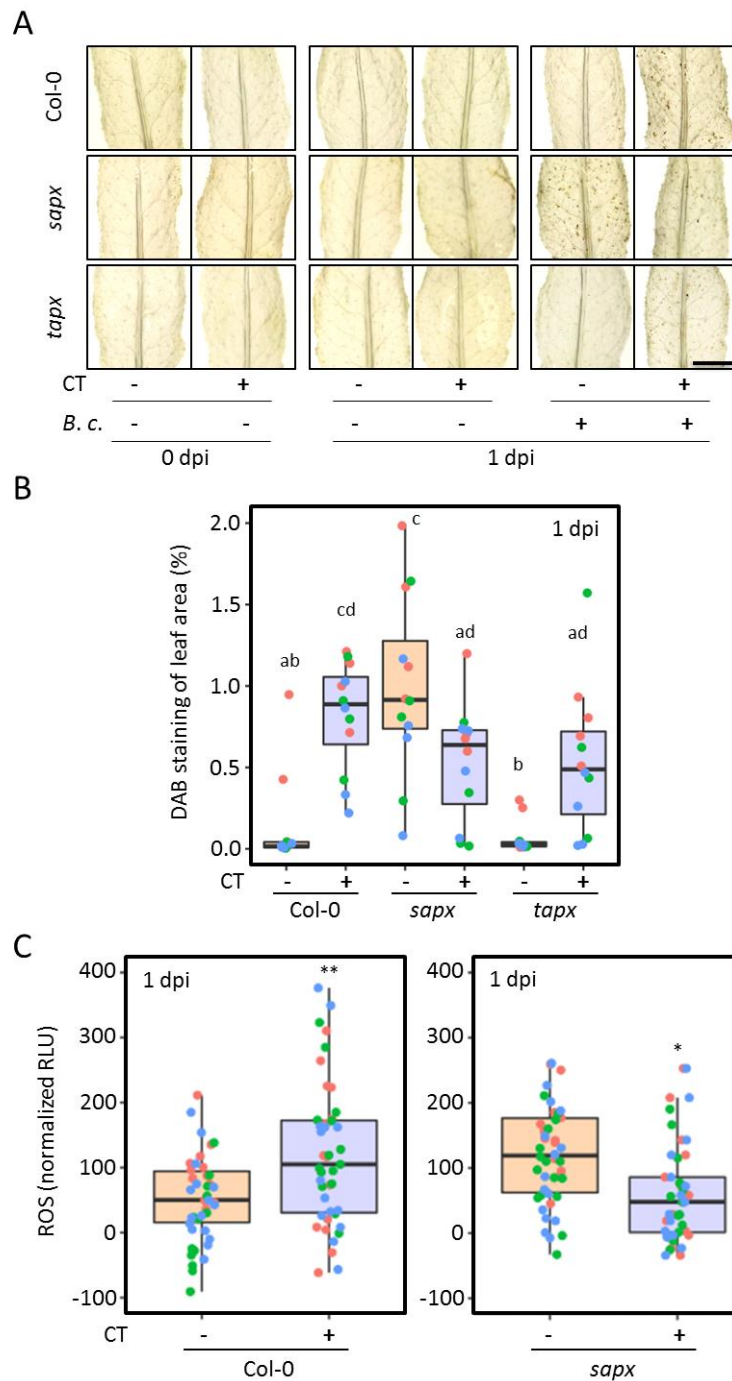 A
Col-0
sapx
tapx
CT - + - + - +
B. c. - - - - + +
0 dpi 1 dpi
B
DAB staining of leaf area (%)
1 dpi
2.0
1.5
1.0
0.5
0.0
ab cd c ad b ad
CT - + - + - +
Col-0 sapx tapx
C
ROS (normalized RLU)
400
300
200
100
0
-100
1 dpi
**
CT - +
Col-0
400
300
200
100
0
-100
1 dpi
*
- +
sapx